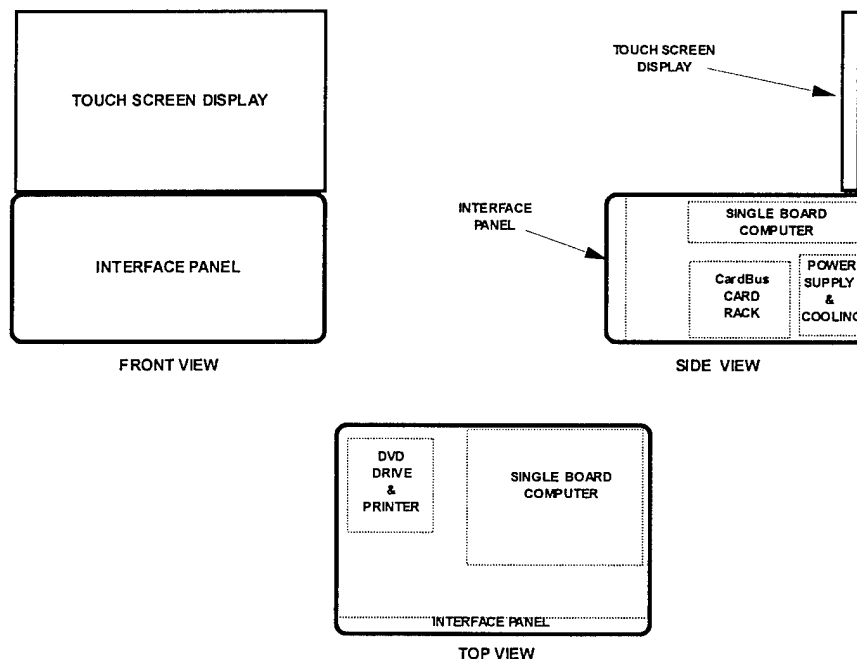 TOUCH SCREEN DISPLAY
INTERFACE PANEL
FRONT VIEW
TOUCH SCREEN
DISPLAY
INTERFACE
PANEL
SINGLE BOARD
COMPUTER
CardBus
CARD
RACK
POWER
SUPPLY
&
COOLING
SIDE VIEW
DVD
DRIVE
&
PRINTER
SINGLE BOARD
COMPUTER
INTERFACE PANEL
TOP VIEW